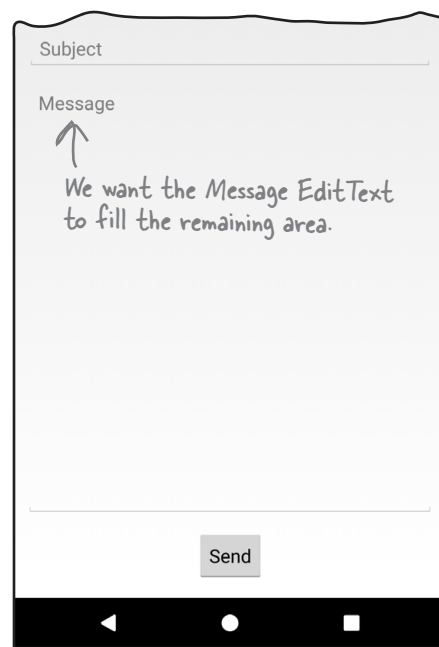 Subject
Message
We want the Message EditText
to fill the remaining area.
Send